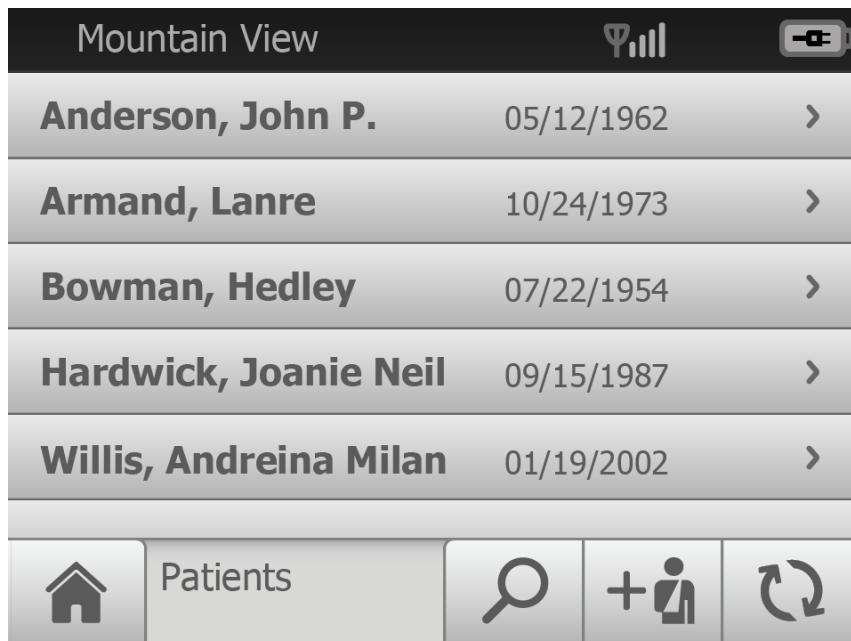 Mountain View
Anderson, John P. 05/12/1962
Armand, Lanre 10/24/1973
Bowman, Hedley 07/22/1954
Hardwick, Joanie Neil 09/15/1987
Willis, Andreina Milan 01/19/2002
Patients